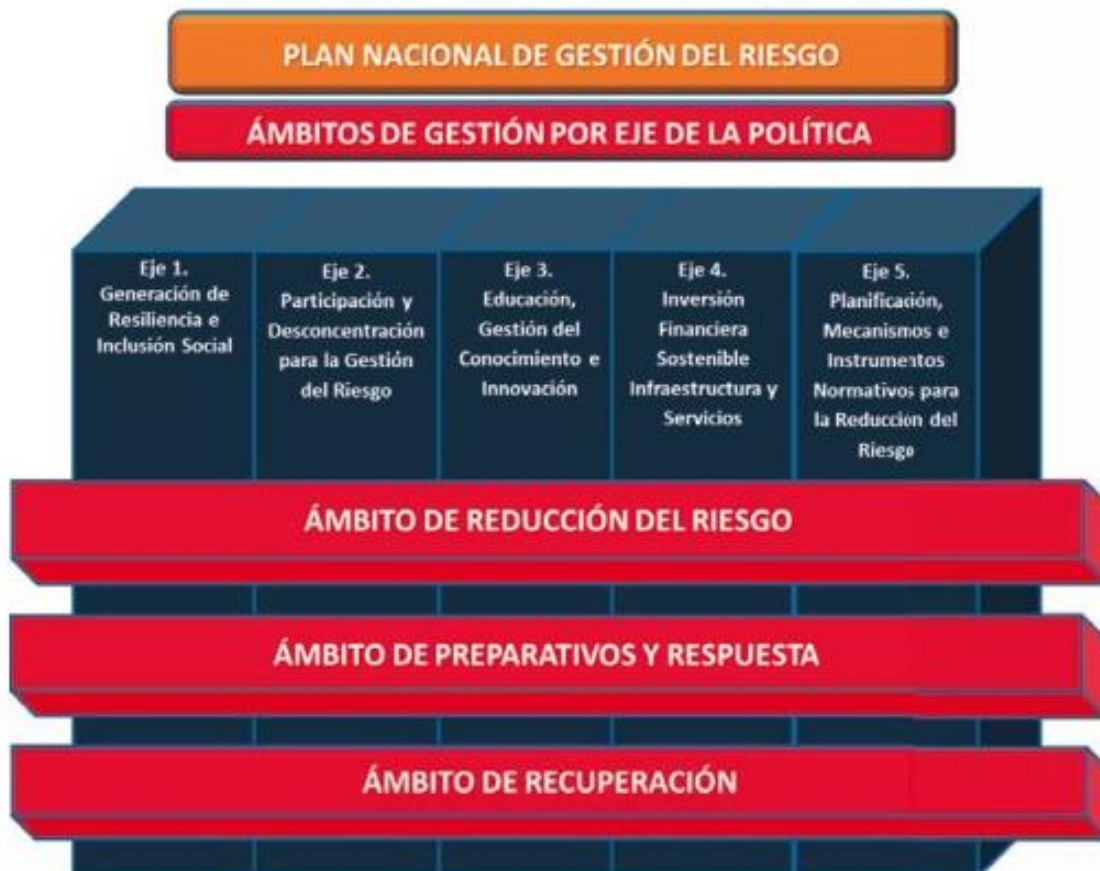 PLAN NACIONAL DE GESTIÓN DEL RIESGO
ÁMBITOS DE GESTIÓN POR EJE DE LA POLÍTICA
Eje 1.
Generación de
Resiliencia e
Inclusión Social
Eje 2.
Participación y
Desconcentración
para la Gestión
del Riesgo
Eje 3.
Educación,
Gestión del
Conocimiento e
Innovación
Eje 4.
Inversión
Financiera
Sostenible
Infraestructura y
Servicios
Eje 5.
Planificación,
Mecanismos e
Instrumentos
Normativos para
la Reducción del
Riesgo
ÁMBITO DE REDUCCIÓN DEL RIESGO
ÁMBITO DE PREPARATIVOS Y RESPUESTA
ÁMBITO DE RECUPERACIÓN